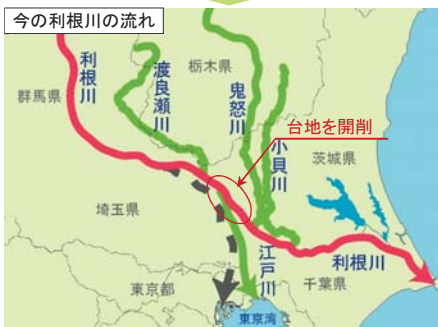 今の利根川の流れ
利根川
渡良瀬川
栃木県
鬼怒川
群馬県
台地を開削
小貝川
茨城県
埼玉県
江戸川
利根川
千葉県
東京都
東京湾